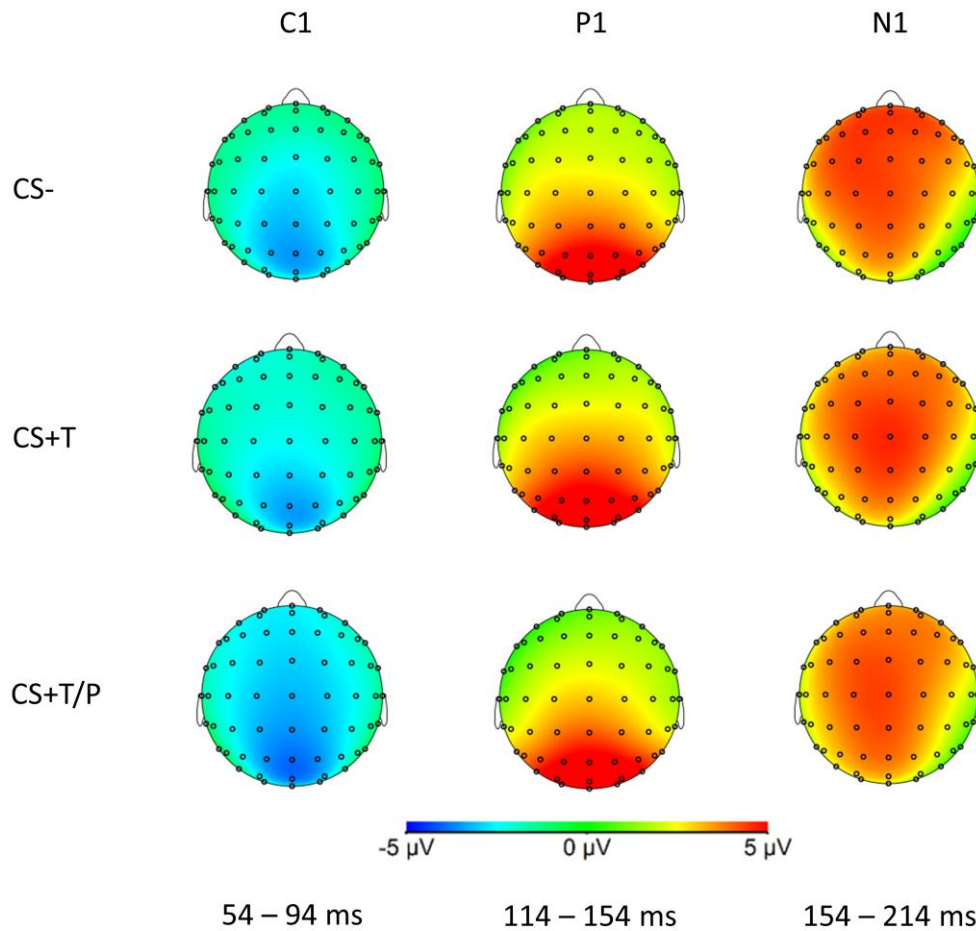 C1 P1 N1
CS-
CS+T
CS+T/P
-5 µV 0 µV 5 µV
54 – 94 ms 114 – 154 ms 154 – 214 ms